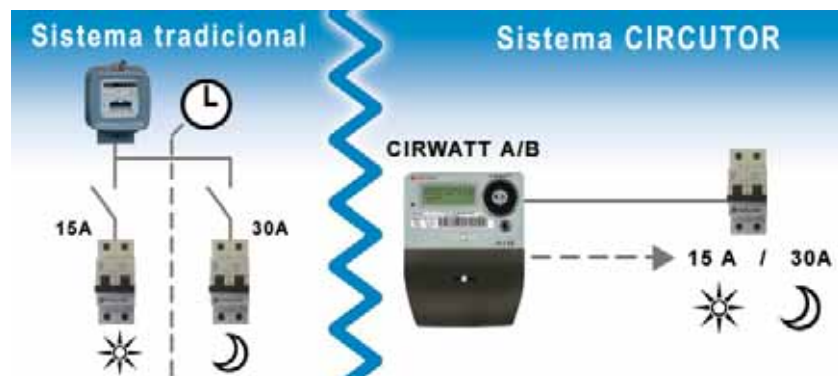 Sistema tradicional
15A
30A
Sistema CIRCUTOR
CIRWATT A/B
15 A / 30A